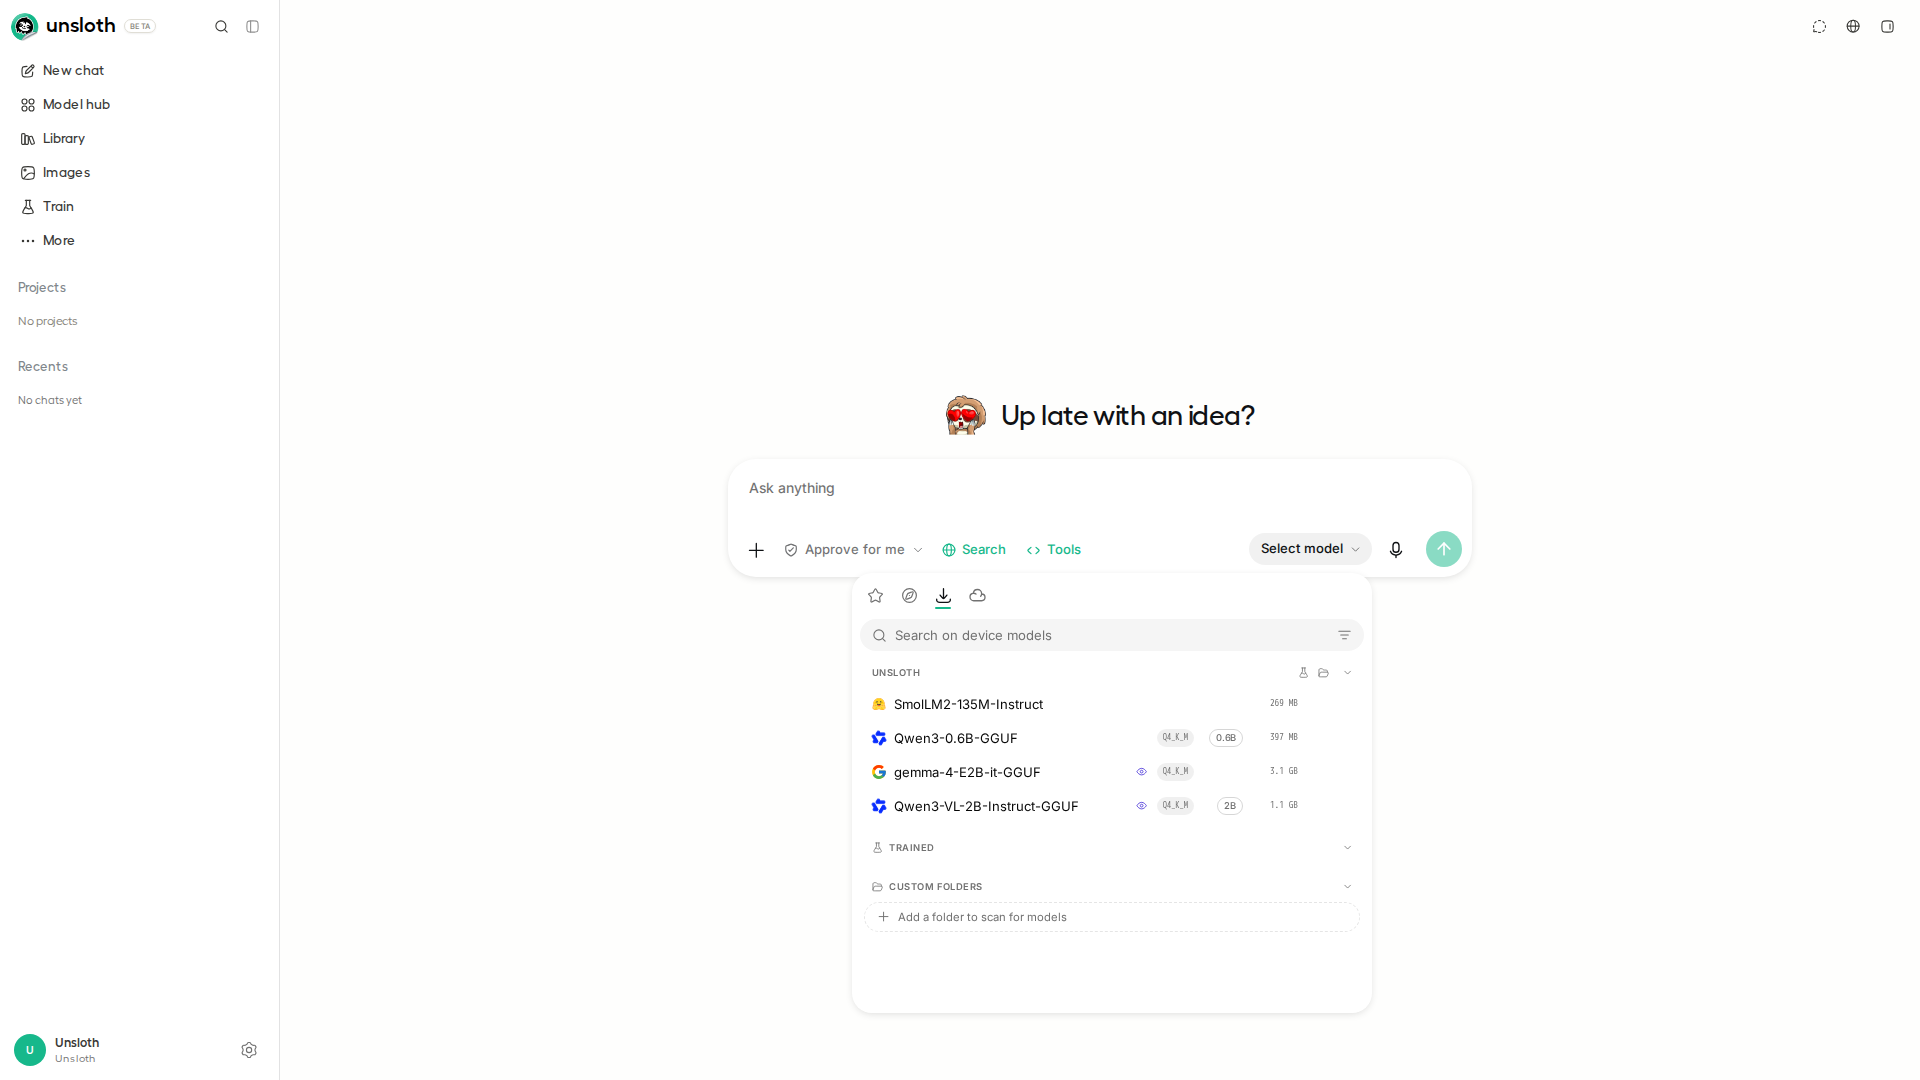 unsloth BETA
New chat
Model hub
Library
Images
Train
More
Projects
No projects
Recents
No chats yet
Up late with an idea?
Ask anything
Approve for me Search Tools Select model
Search on device models
UNSLOTH
SmolLM2-135M-Instruct 269 MB
Qwen3-0.6B-GGUF Q4_K_M 0.6B 397 MB
gemma-4-E2B-it-GGUF Q4_K_M 3.1 GB
Qwen3-VL-2B-Instruct-GGUF Q4_K_M 2B 1.1 GB
TRAINED
CUSTOM FOLDERS
Add a folder to scan for models
U
Unsloth
Unsloth